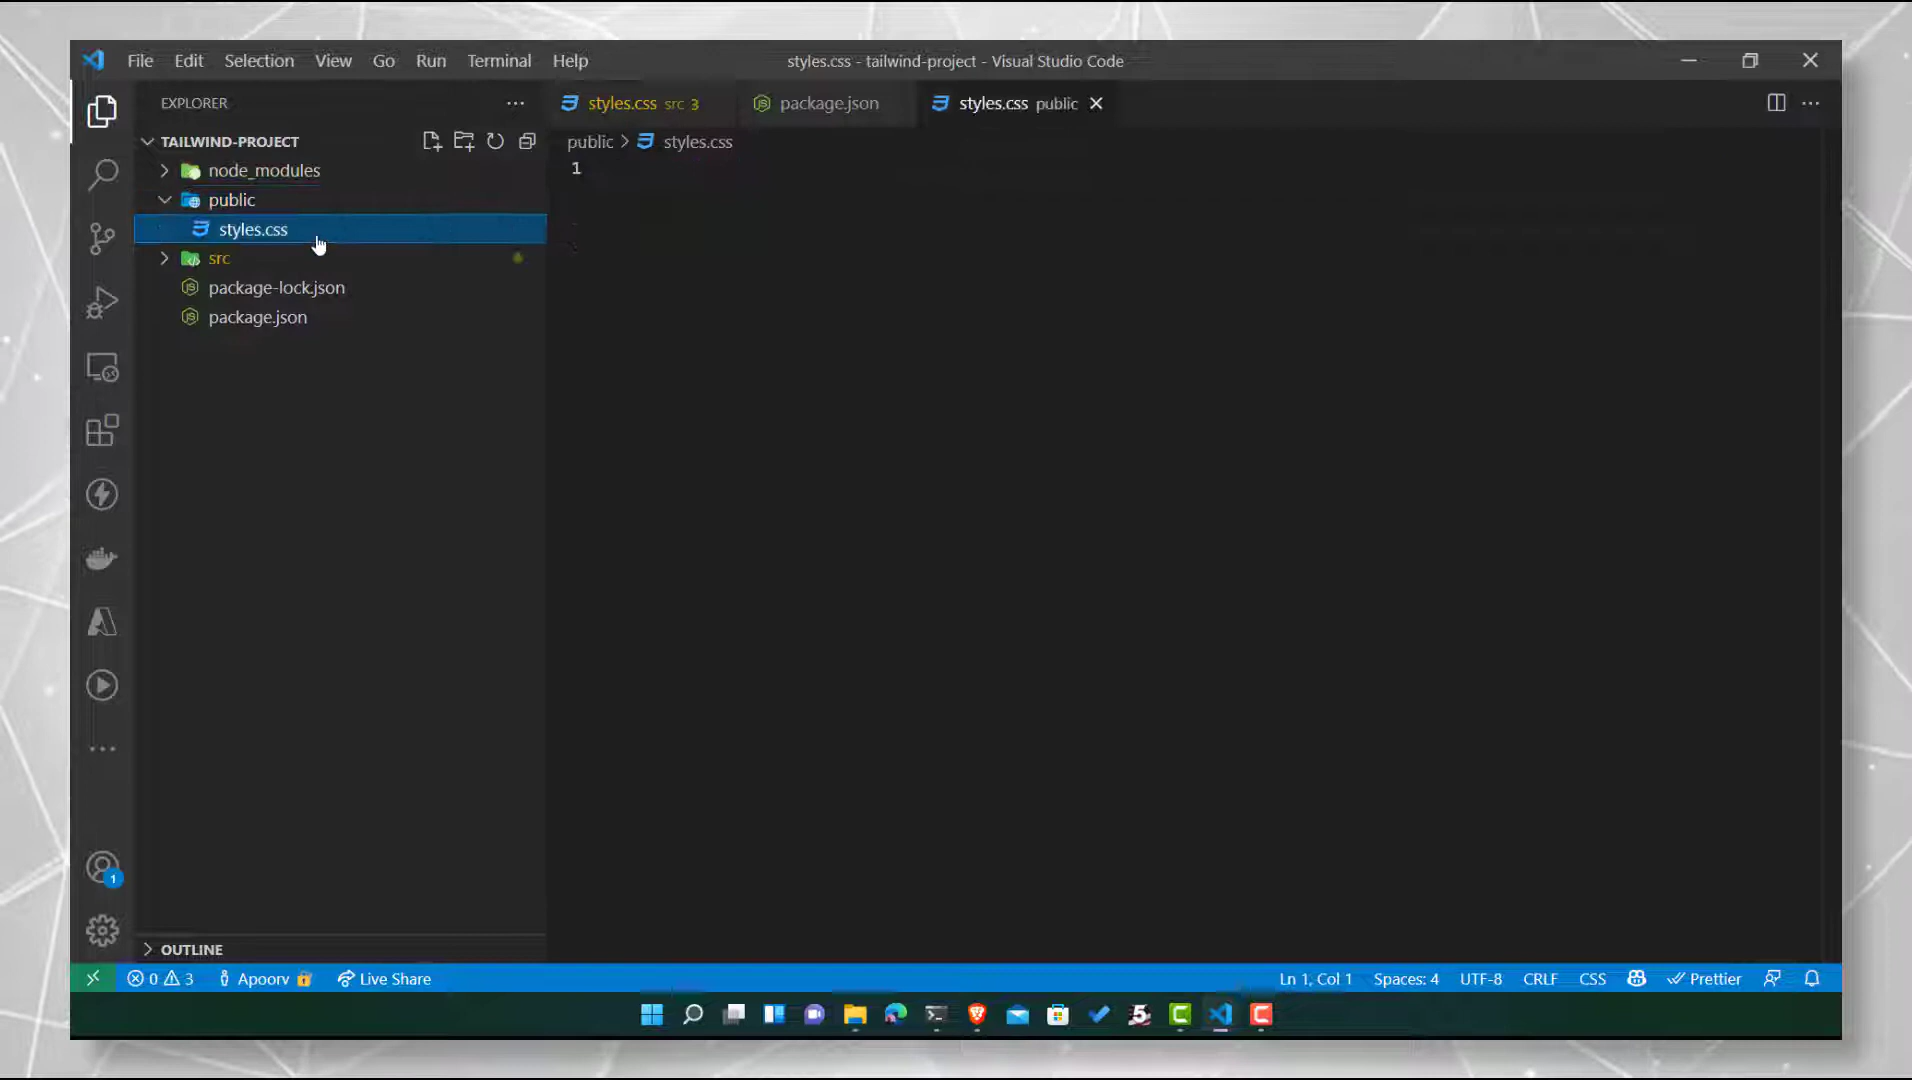 File Edit Selection View Go Run Terminal Help
styles.css - tailwind-project - Visual Studio Code
EXPLORER
styles.css src 3
package.json
styles.css public
TAILWIND-PROJECT
public > styles.css
node_modules
1
public
styles.css
src
package-lock.json
package.json
1
OUTLINE
0 3 Apoorv Live Share
Ln 1, Col 1 Spaces: 4 UTF-8 CRLF CSS Prettier
5